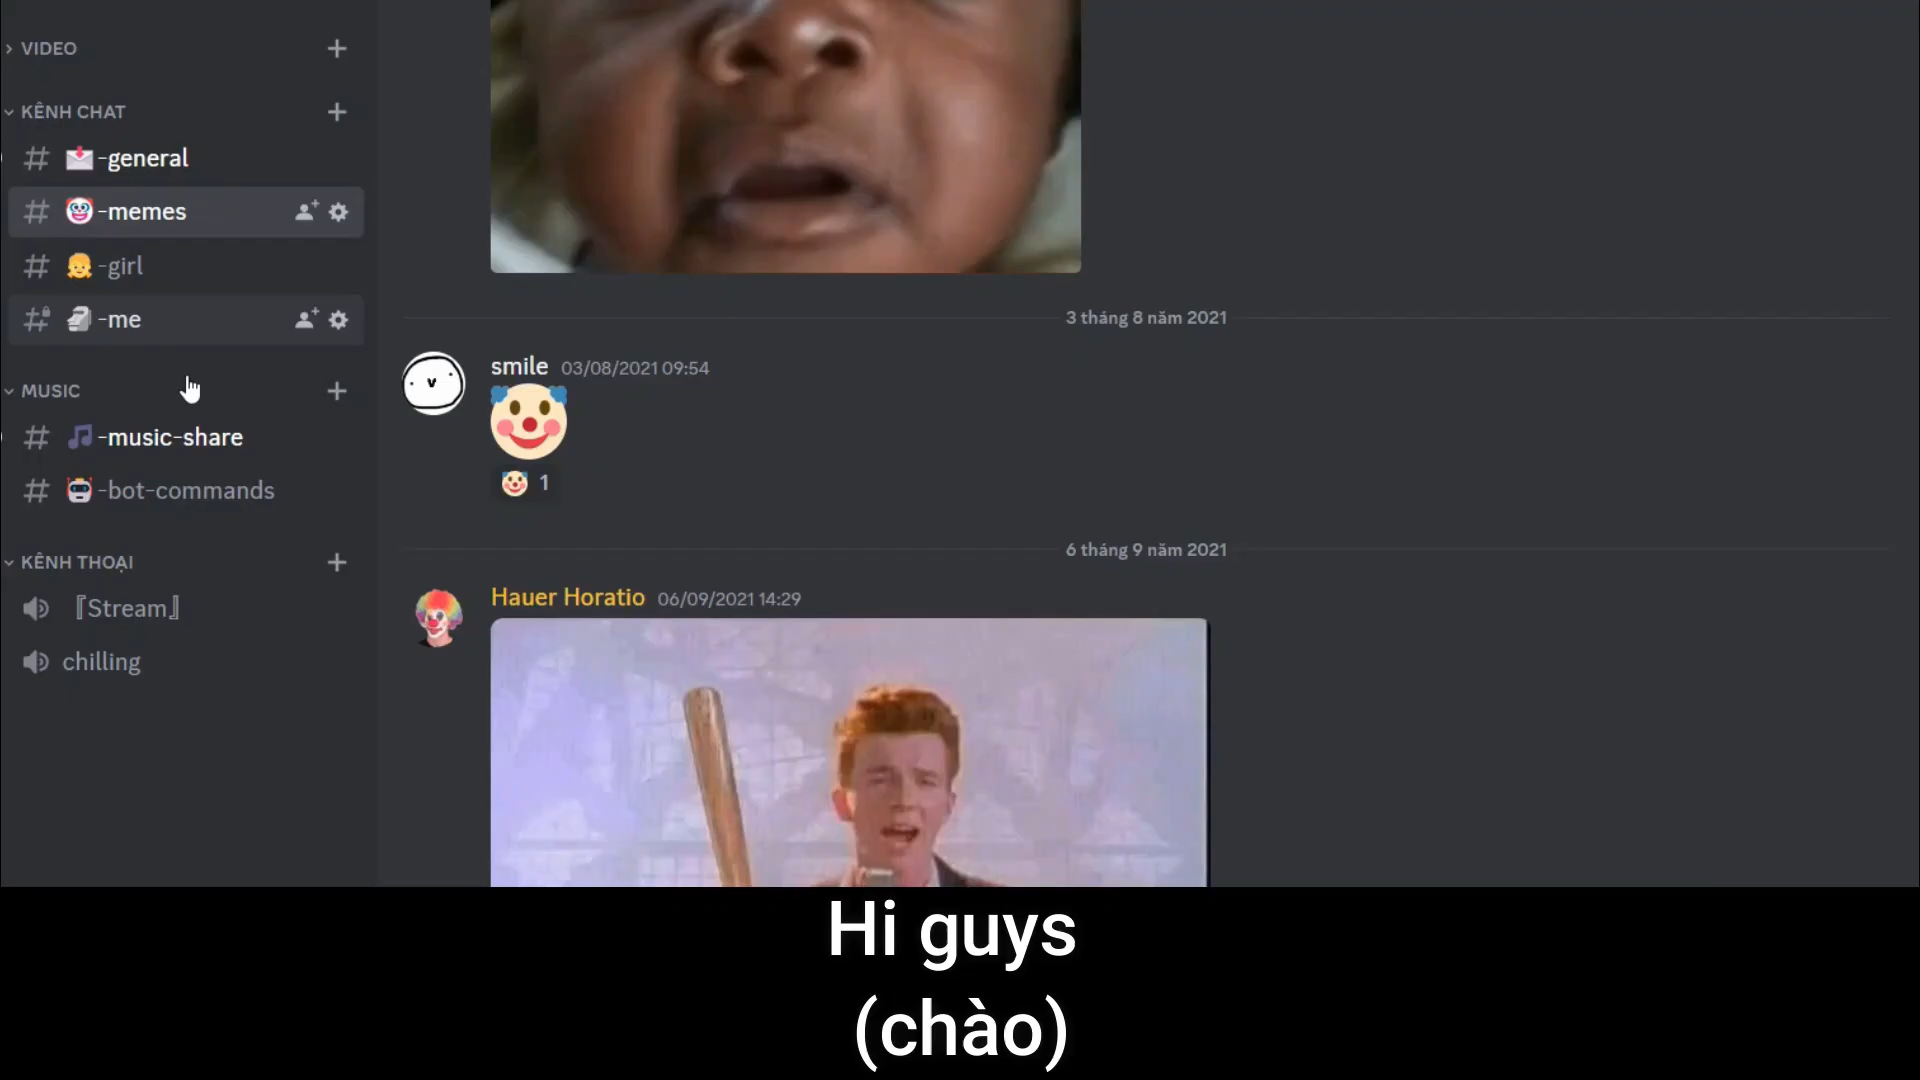 VIDEO
KÊNH CHAT
-general
-memes
-girl
-me
MUSIC
-music-share
-bot-commands
KÊNH THOẠI
『Stream』
chilling
3 tháng 8 năm 2021
smile 03/08/2021 09:54
1
6 tháng 9 năm 2021
Hauer Horatio 06/09/2021 14:29
Hi guys
(chào)